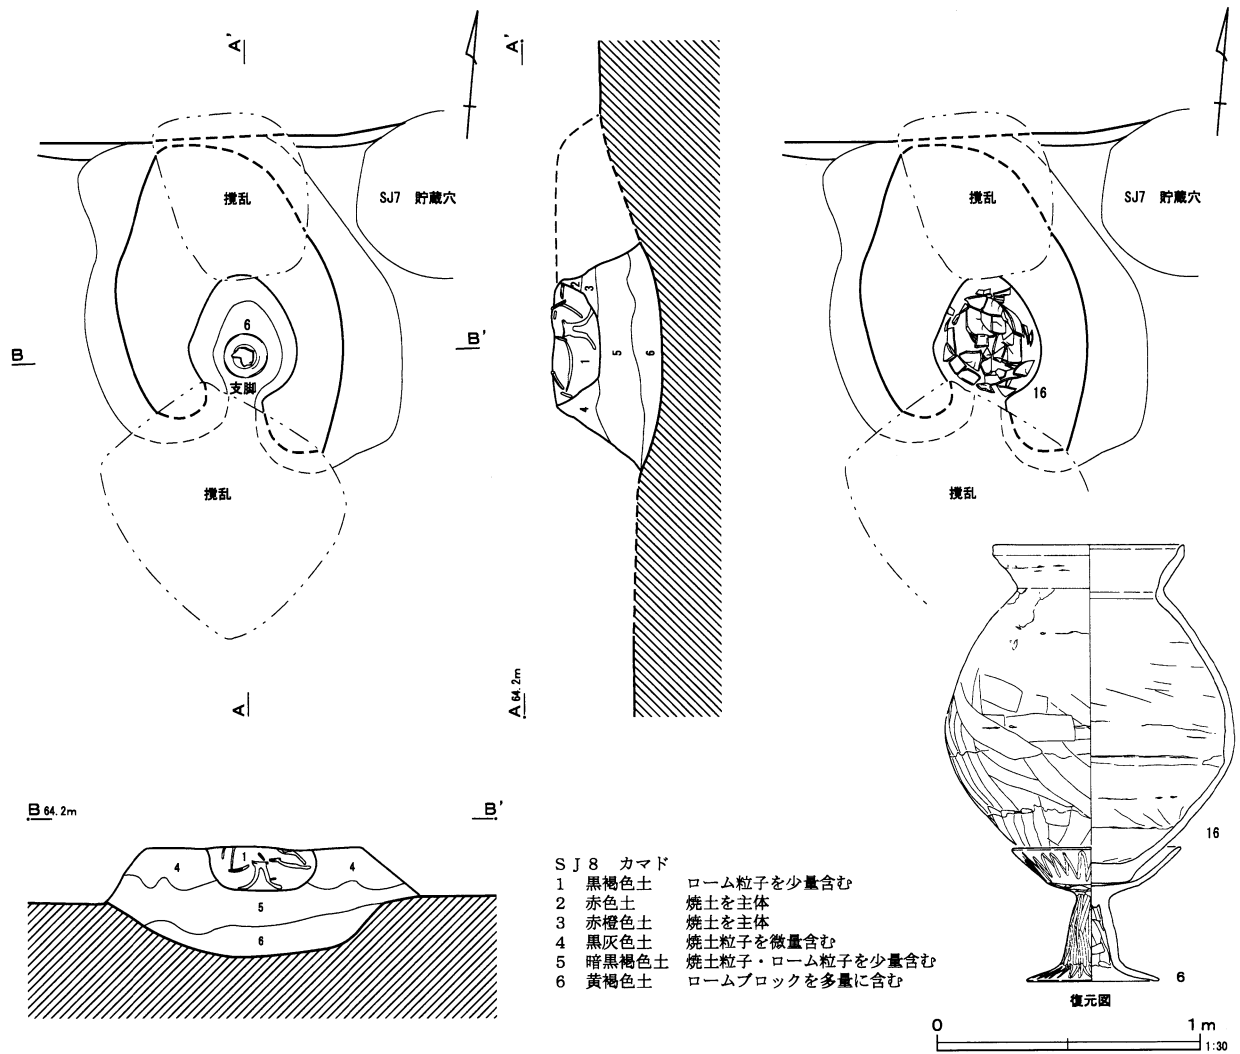 A'
攪乱
SJ7 貯蔵穴
6
支脚
B
B'
攪乱
A
A'
2
3
1
4
5
6
A 64.2m
攪乱
SJ7 貯蔵穴
16
攪乱
B 64.2m
B'
4
1
4
5
6
SJ8 カマド
1 黒褐色土 ローム粒子を少量含む
2 赤色土 焼土を主体
3 赤橙色土 焼土を主体
4 黒灰色土 焼土粒子を微量含む
5 暗黒褐色土 焼土粒子・ローム粒子を少量含む
6 黄褐色土 ロームブロックを多量に含む
16
6
復元図
0 1m
1:30